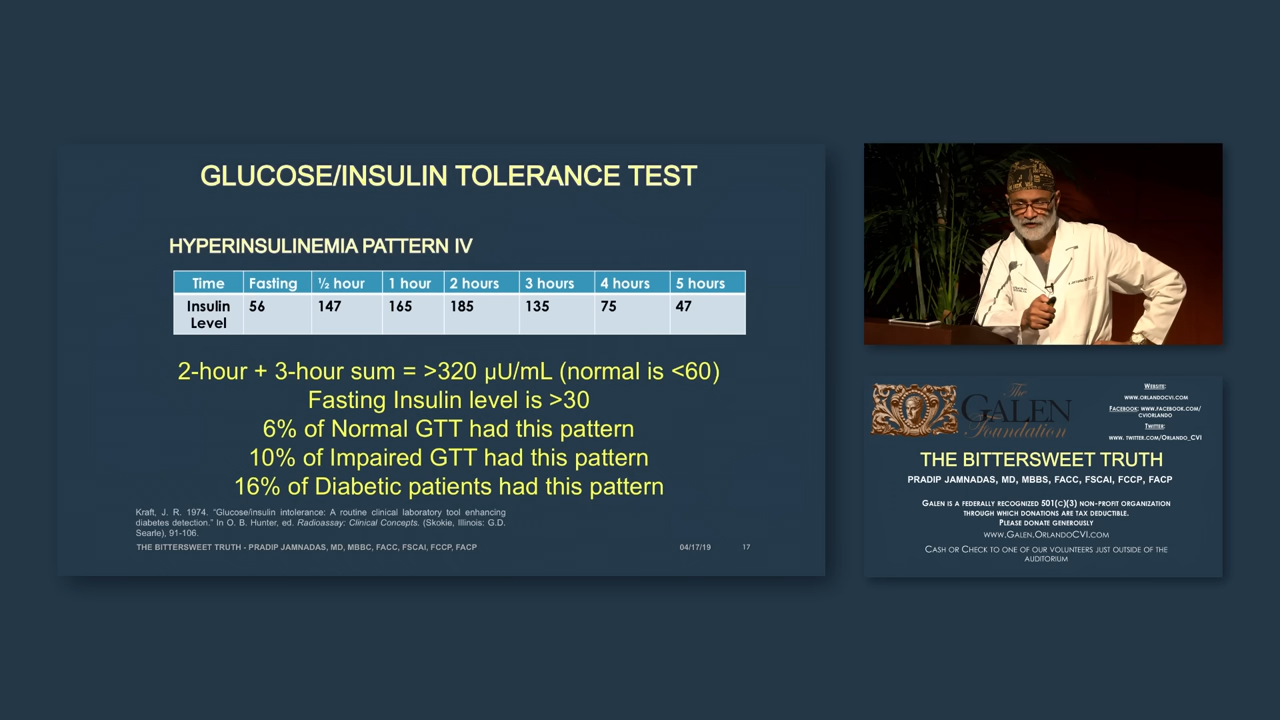 GLUCOSE/INSULIN TOLERANCE TEST
HYPERINSULINEMIA PATTERN IV
Time Fasting ½ hour 1 hour 2 hours 3 hours 4 hours 5 hours
Insulin Level 56 147 165 185 135 75 47
2-hour + 3-hour sum = >320 µU/mL (normal is <60)
Fasting Insulin level is >30
6% of Normal GTT had this pattern
10% of Impaired GTT had this pattern
16% of Diabetic patients had this pattern
Kraft, J. R. 1974. “Glucose/insulin intolerance: A routine clinical laboratory tool enhancing
diabetes detection.” In O. B. Hunter, ed. Radioassay: Clinical Concepts. (Skokie, Illinois: G.D.
Searle), 91-106.
THE BITTERSWEET TRUTH - PRADIP JAMNADAS, MD, MBBC, FACC, FSCAI, FCCP, FACP 04/17/19 17
The
GALEN
Foundation
Website:
www.orlandocvi.com
Facebook: www.facebook.com/
cviorlando
Twitter:
www. twitter.com/Orlando_CVI
THE BITTERSWEET TRUTH
PRADIP JAMNADAS, MD, MBBS, FACC, FSCAI, FCCP, FACP
Galen is a federally recognized 501(c)(3) non-profit organization
through which donations are tax deductible.
Please donate generously
www.Galen.OrlandoCVI.com
Cash or Check to one of our volunteers just outside of the
auditorium